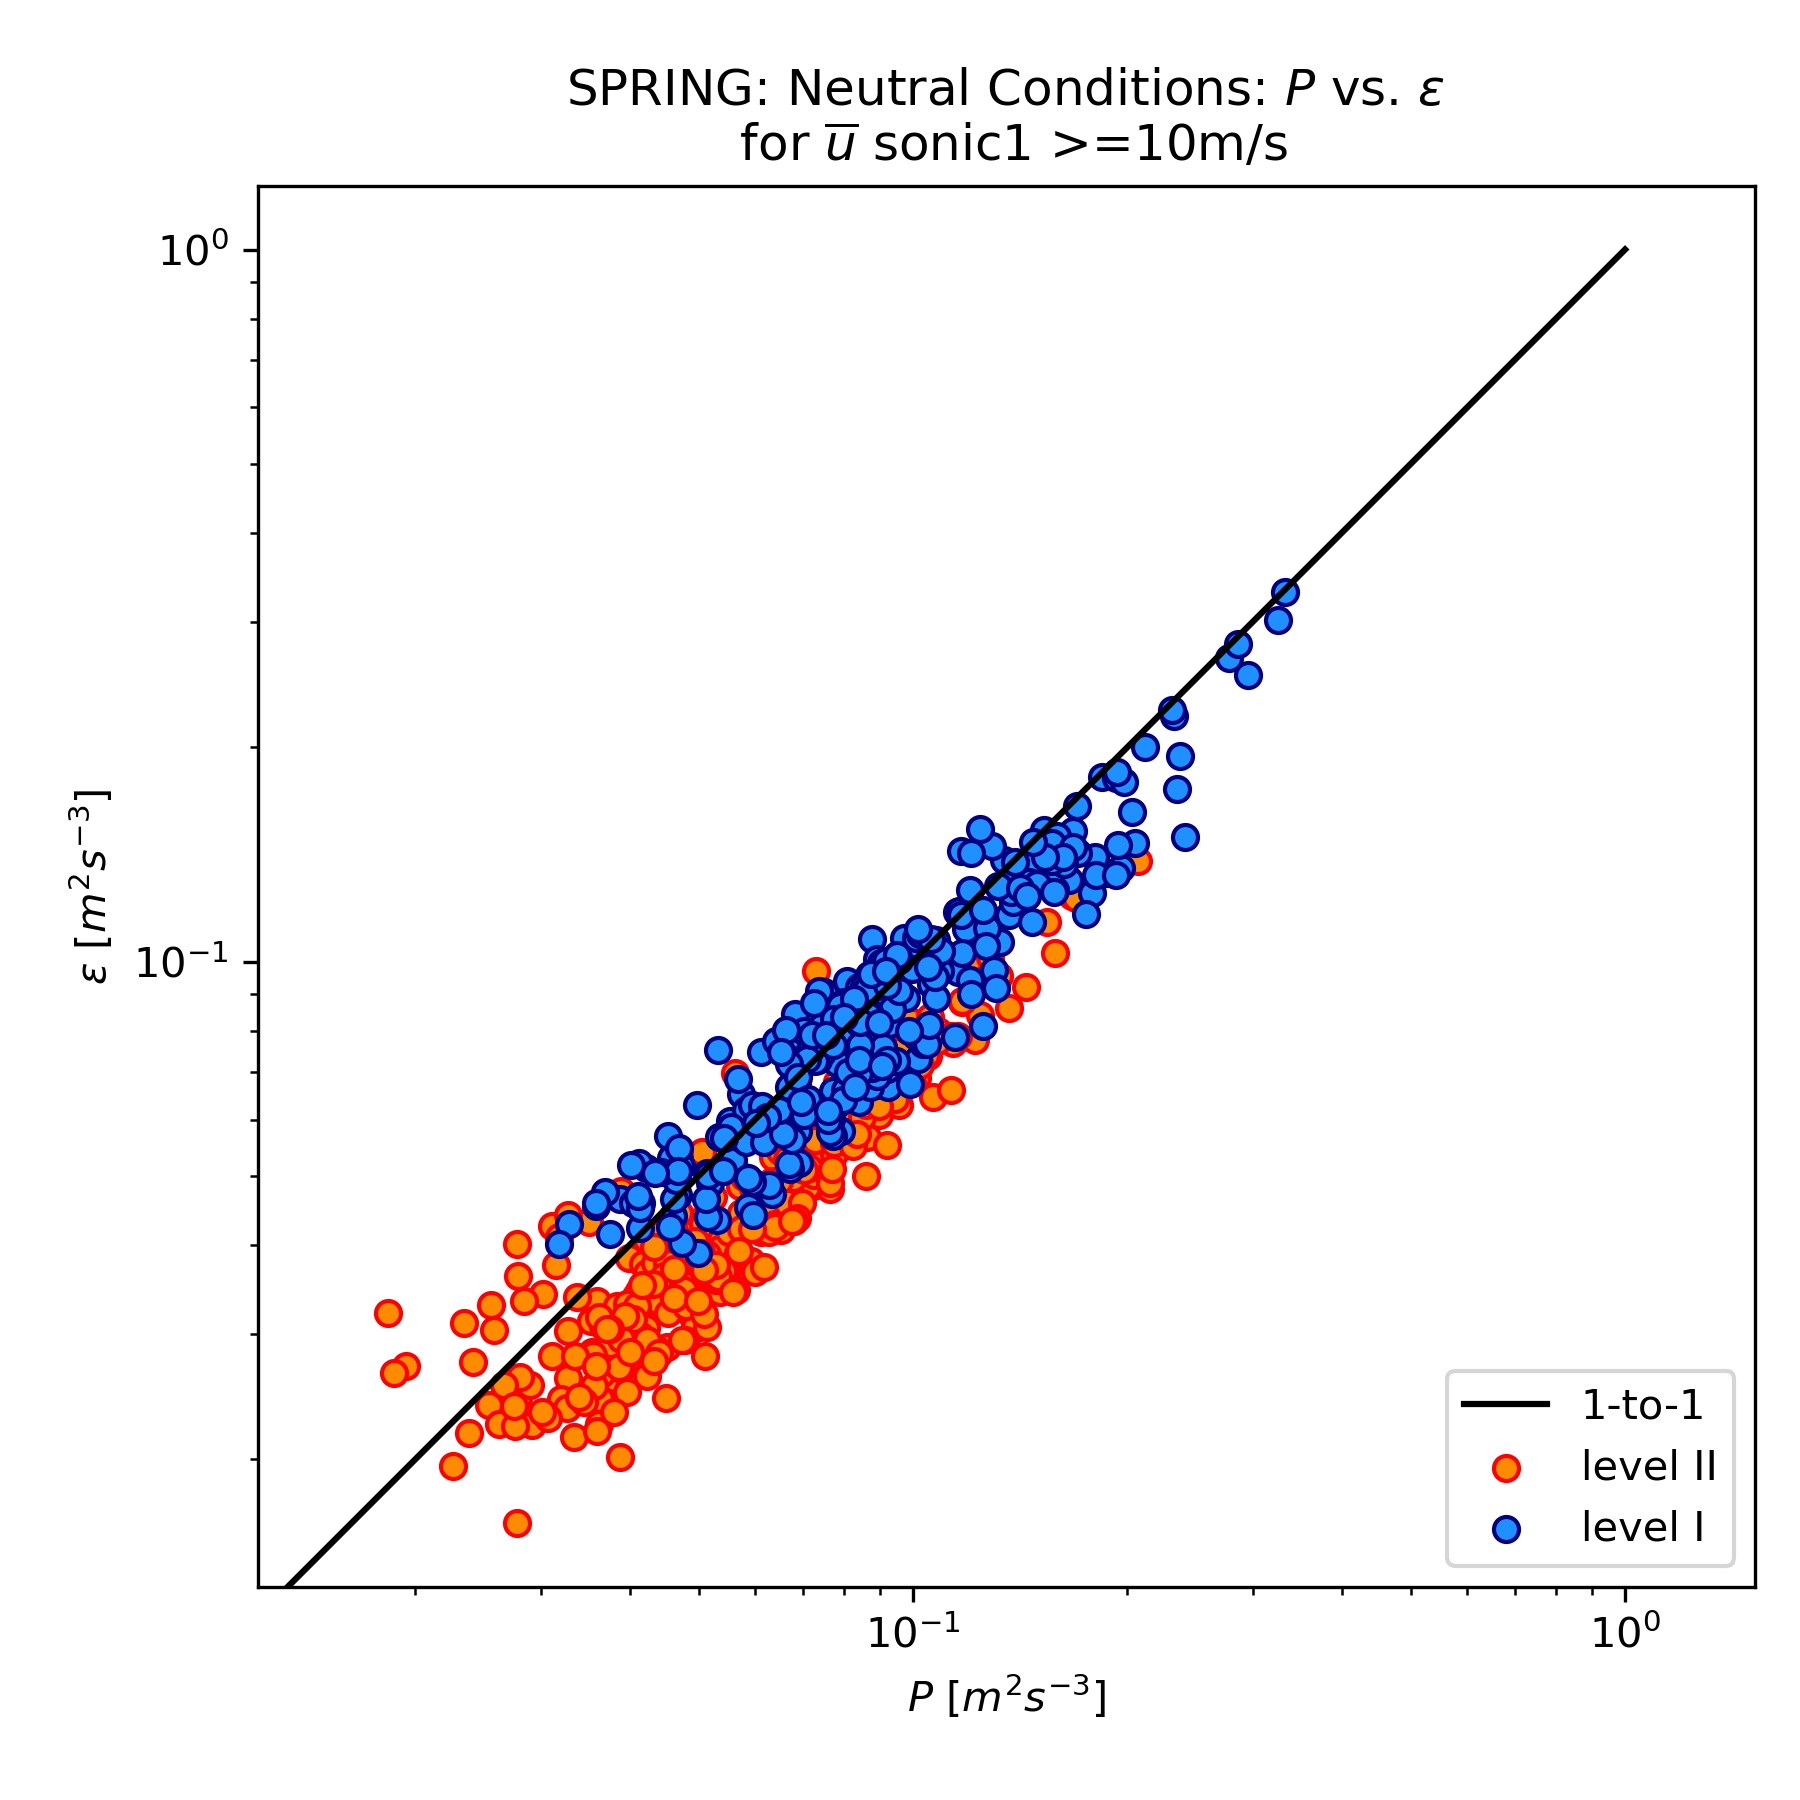 SPRING: Neutral Conditions: P vs. ε
for u̅ sonic1 >=10m/s
10⁰
10⁻¹
ε [m²s⁻³]
10⁻¹
10⁰
P [m²s⁻³]
1-to-1
level II
level I